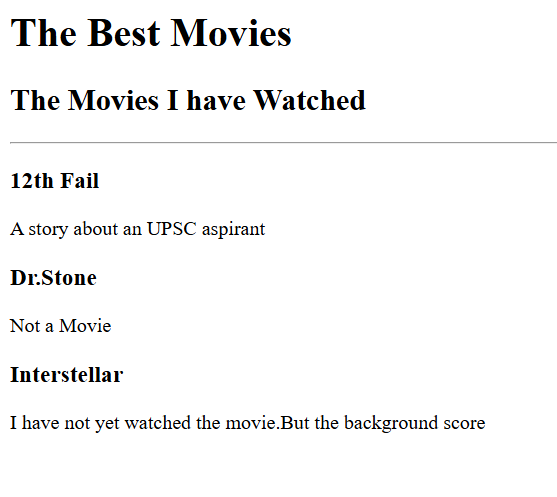 The Best Movies
The Movies I have Watched
12th Fail
A story about an UPSC aspirant
Dr.Stone
Not a Movie
Interstellar
I have not yet watched the movie.But the background score